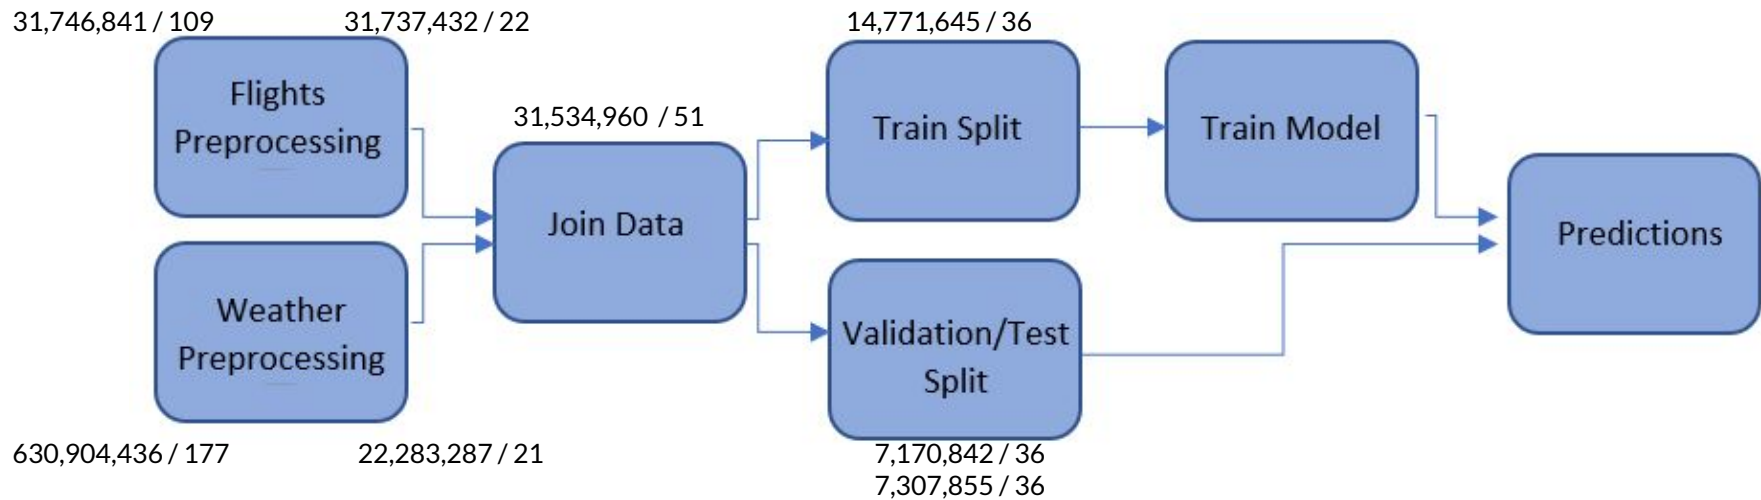 31,746,841 / 109
31,737,432 / 22
Flights
Preprocessing
630,904,436 / 177
22,283,287 / 21
Weather
Preprocessing
31,534,960 / 51
Join Data
14,771,645 / 36
Train Split
Validation/Test
Split
7,170,842 / 36
7,307,855 / 36
Train Model
Predictions